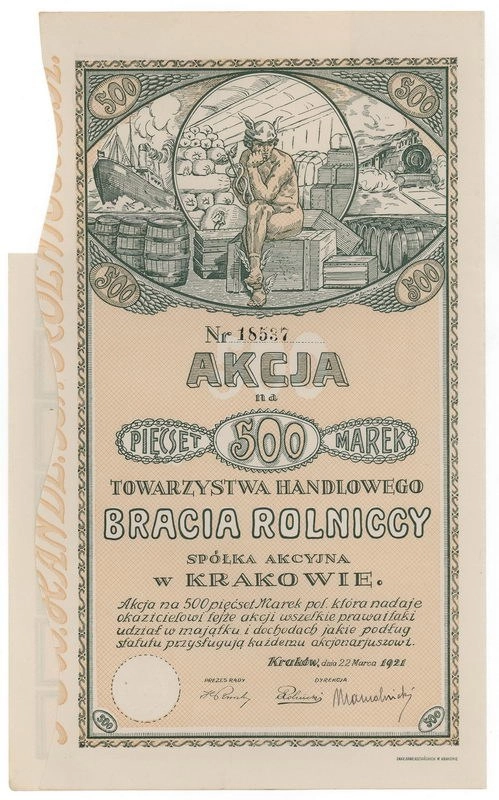 500
500
500
500
Nr 18537
AKCJA
na
PIĘĆSET 500 MAREK
TOWARZYSTWA HANDLOWEGO
BRACIA ROLNICCY
SPÓŁKA AKCYJNA
W KRAKOWIE.
Akcja na 500 pięćset Marek pol. która nadaje
okazicielowi tejże akcji wszelkie prawa i taki
udział w majątku i dochodach jakie podług
statutu przysługują każdemu akcjonarjuszowi.
Kraków, dnia 22 Marca 1921
PREZES RADY
DYREKCJA
500
500